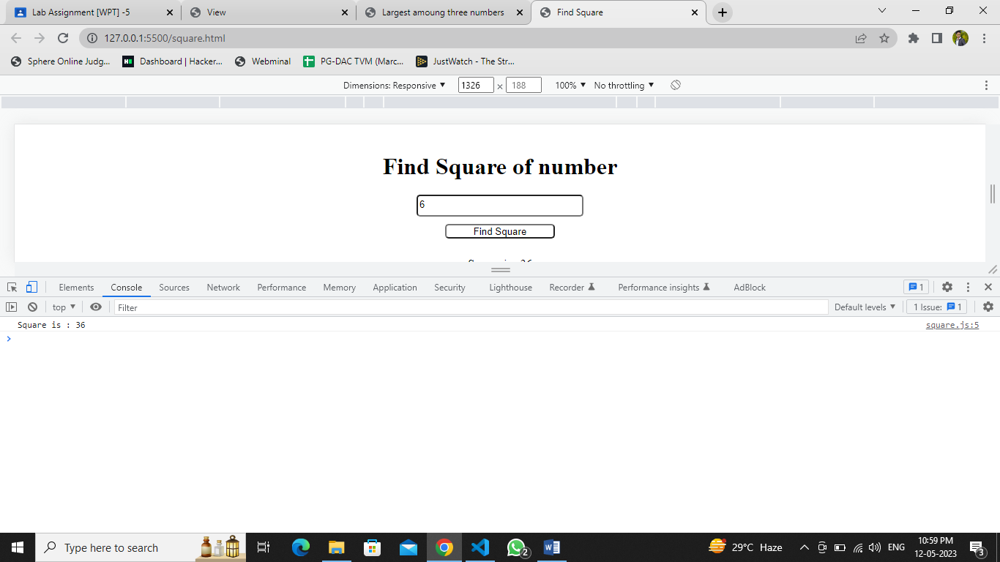 Lab Assignment [WPT] -5
View
Largest amoung three numbers
Find Square
127.0.0.1:5500/square.html
Sphere Online Judg...
Dashboard | Hacker...
Webminal
PG-DAC TVM (Marc...
JustWatch - The Str...
Dimensions: Responsive ▼ 1326 × 188 100% ▼ No throttling ▼
Find Square of number
6
Find Square
Elements Console Sources Network Performance Memory Application Security Lighthouse Recorder Performance insights AdBlock 1
top ▼ Filter Default levels ▼ 1 Issue: 1
Square is : 36 square.js:5
Type here to search
2
29°C Haze
ENG
10:59 PM
12-05-2023
3